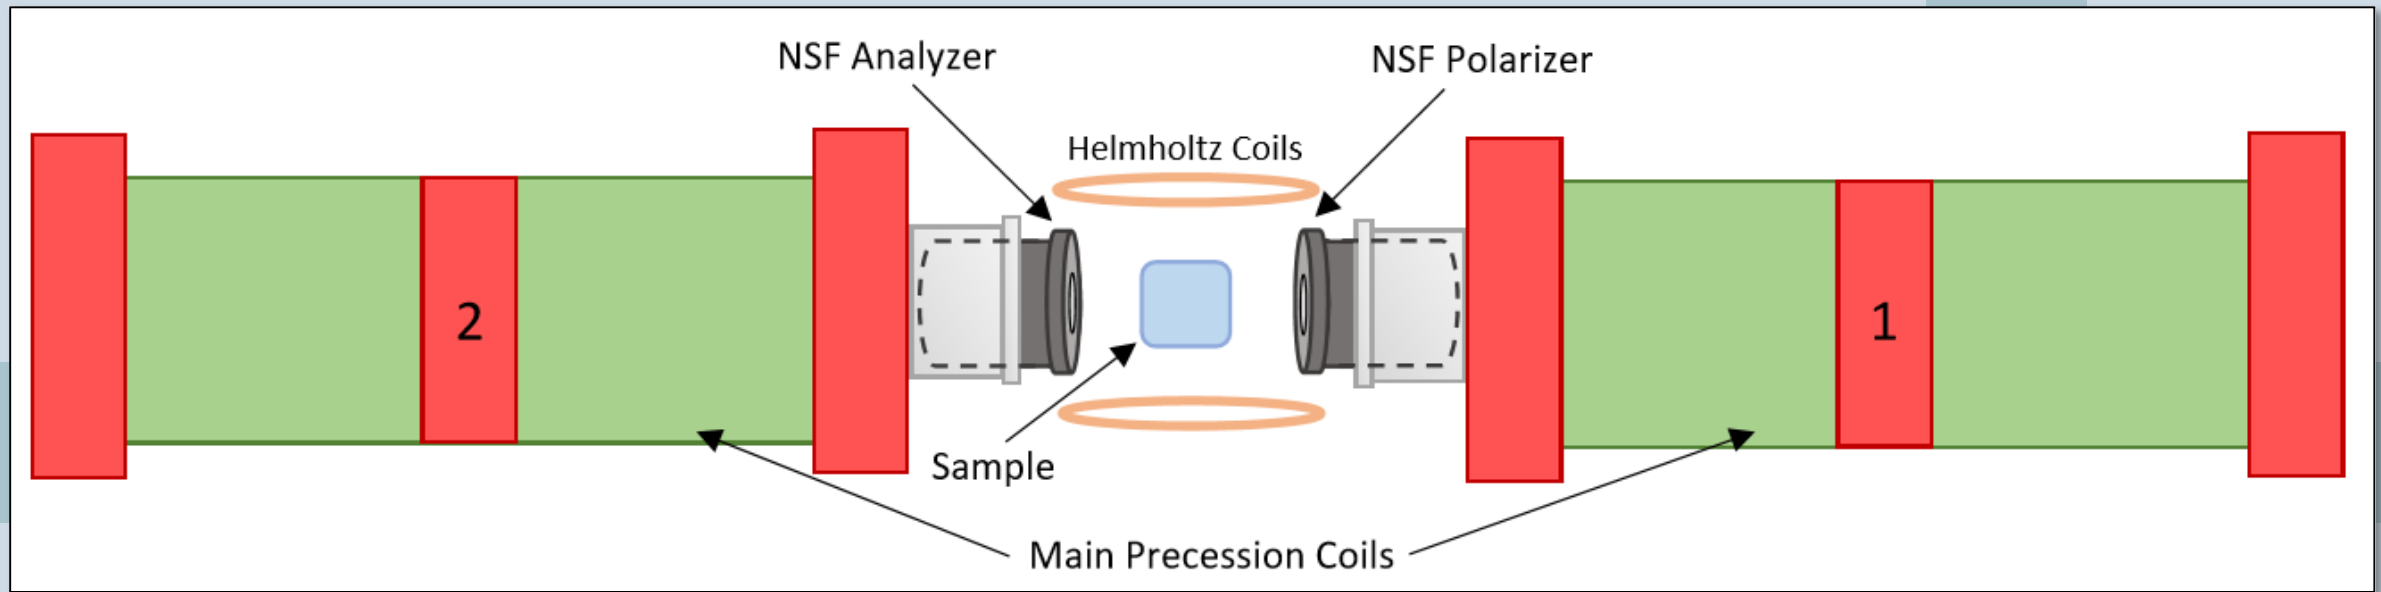 NSF Analyzer
NSF Polarizer
Helmholtz Coils
2
1
Sample
Main Precession Coils